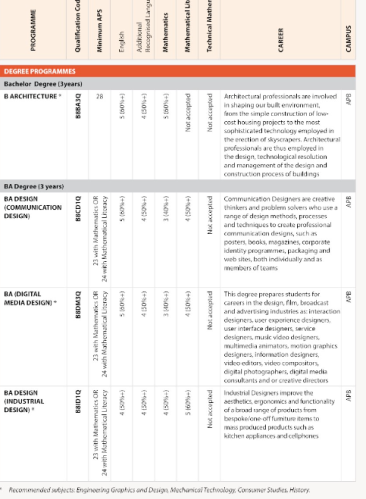 PROGRAMME
Qualification Cod
Minimum APS
English
Additional
Recognised Langu
Mathematics
Mathematical Lit
Technical Mather
CAREER
CAMPUS
DEGREE PROGRAMMES
Bachelor Degree (3years)
B ARCHITECTURE *
B8BA3Q
28
5 (60%+)
4 (50%+)
5 (60%+)
Not accepted
Not accepted
Architectural professionals are involved
in shaping our built environment,
from the simple construction of low-
cost housing projects to the most
sophisticated technology employed in
the erection of skyscrapers. Architectural
professionals are thus employed in
the design, technological resolution
and management of the design and
construction process of buildings
APB
BA Degree (3 years)
BA DESIGN
(COMMUNICATION
DESIGN)
B8CD1Q
23 with Mathematics OR
24 with Mathematical Literacy
5 (60%+)
4 (50%+)
3 (40%+)
4 (50%+)
Not accepted
Communication Designers are creative
thinkers and problem solvers who use a
range of design methods, processes
and techniques to create professional
communication designs, such as
posters, books, magazines, corporate
identity programmes, packaging and
web sites, both individually and as
members of teams
APB
BA (DIGITAL
MEDIA DESIGN) *
B8DM3Q
23 with Mathematics OR
24 with Mathematical Literacy
5 (60%+)
4 (50%+)
3 (40%+)
4 (50%+)
Not accepted
This degree prepares students for
careers in the design, film, broadcast
and advertising industries as: interaction
designers, user experience designers,
user interface designers, service
designers, music video designers,
multimedia animators, motion graphics
designers, information designers,
video editors, video compositors,
digital photographers, digital media
consultants and or creative directors
APB
BA DESIGN
(INDUSTRIAL
DESIGN) *
B8ID1Q
23 with Mathematics OR
24 with Mathematical Literacy
4 (50%+)
4 (50%+)
4 (50%+)
5 (60%+)
Not accepted
Industrial Designers improve the
aesthetics, ergonomics and functionality
of a broad range of products from
bespoke/one-off furniture items to
mass produced products such as
kitchen appliances and cellphones
APB
* Recommended subjects: Engineering Graphics and Design, Mechanical Technology, Consumer Studies, History.